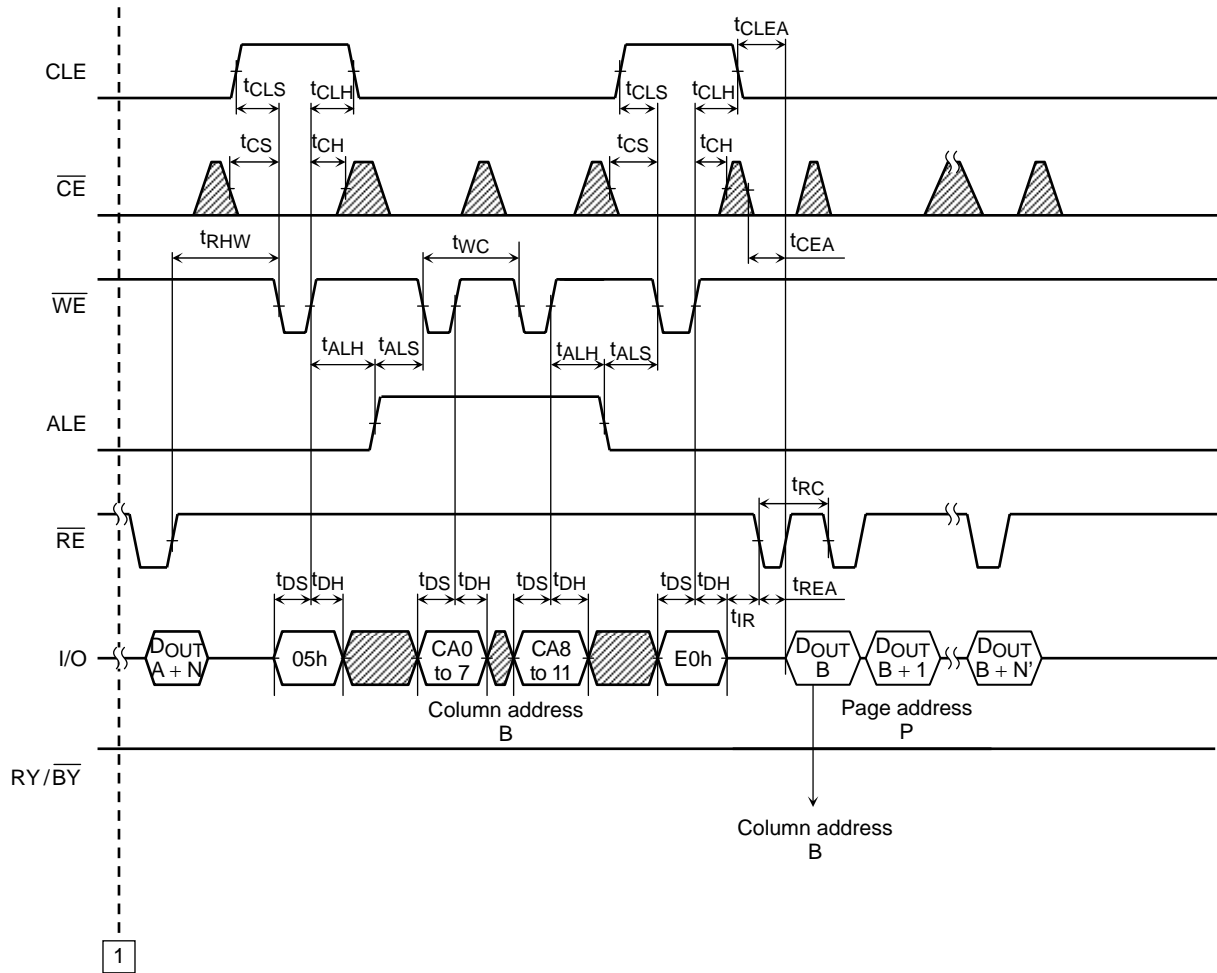 tCLEA
CLE
tCLS tCLH tCLS tCLH
tCS tCH tCS tCH
CE
tRHW tWC tCEA
WE
tALH tALS tALH tALS
ALE
tRC
RE
tDS tDH tDS tDH tDS tDH tDS tDH tREA
tIR
I/O
DOUT
A + N
05h
CA0
to 7
CA8
to 11
E0h
DOUT
B
DOUT
B + 1
DOUT
B + N’
Column address
B
Page address
P
RY/BY
Column address
B
1